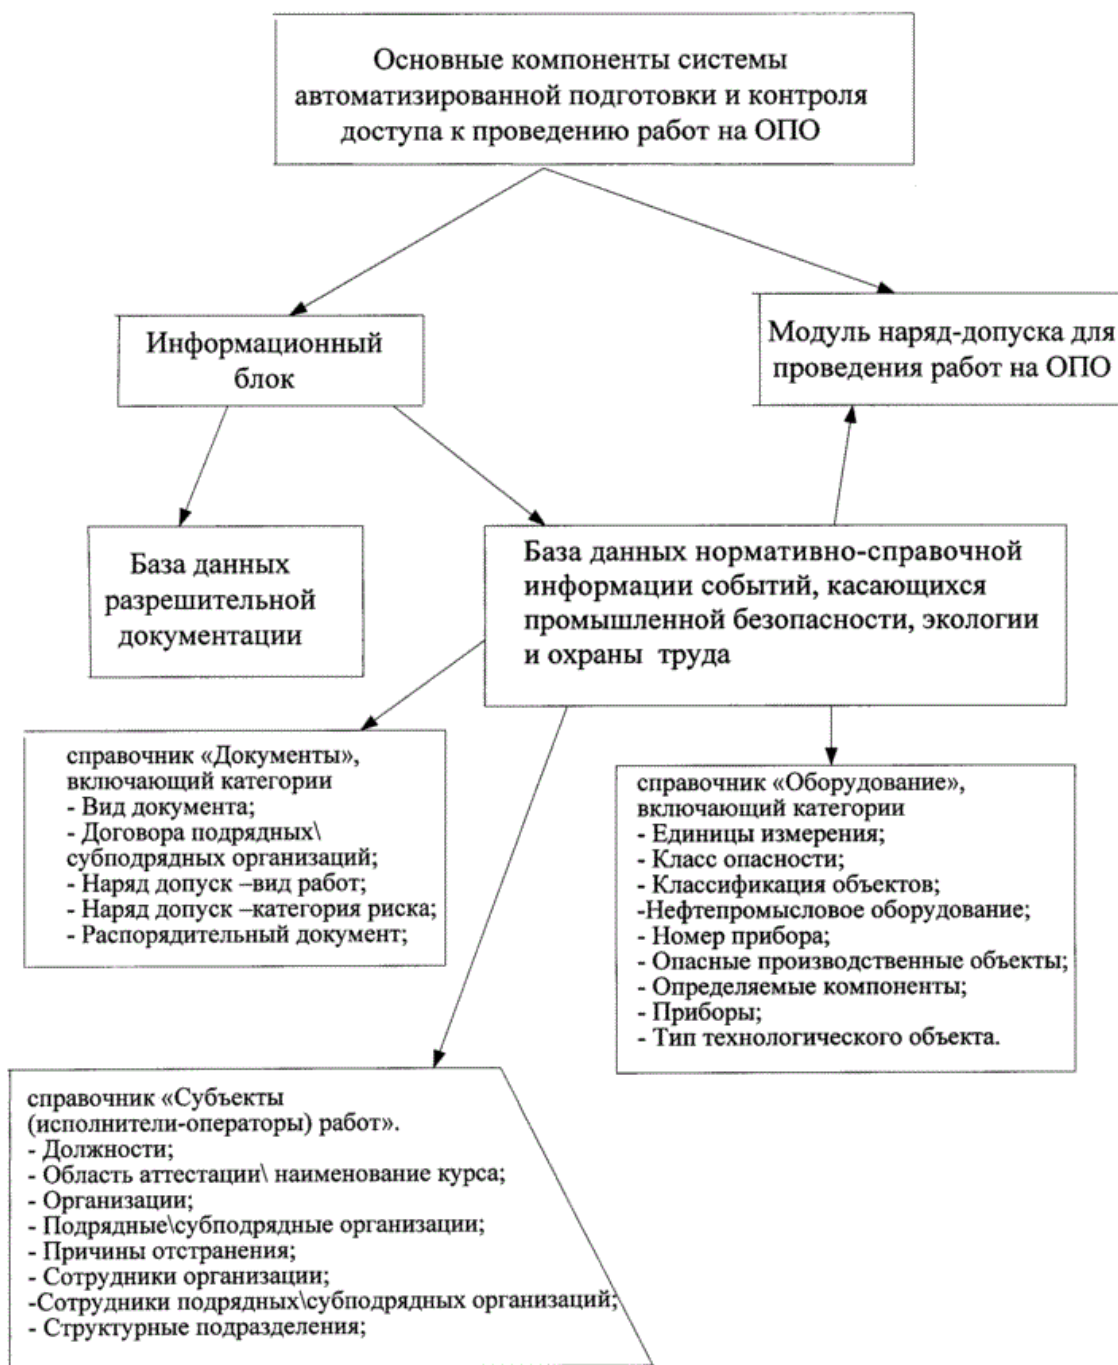 Основные компоненты системы
автоматизированной подготовки и контроля
доступа к проведению работ на ОПО
Информационный
блок
Модуль наряд-допуска для
проведения работ на ОПО
База данных
разрешительной
документации
База данных нормативно-справочной
информации событий, касающихся
промышленной безопасности, экологии
и охраны труда
справочник «Документы»,
включающий категории
- Вид документа;
- Договора подрядных\
субподрядных организаций;
- Наряд допуск –вид работ;
- Наряд допуск –категория риска;
- Распорядительный документ;
справочник «Оборудование»,
включающий категории
- Единицы измерения;
- Класс опасности;
- Классификация объектов;
-Нефтепромысловое оборудование;
- Номер прибора;
- Опасные производственные объекты;
- Определяемые компоненты;
- Приборы;
- Тип технологического объекта.
справочник «Субъекты
(исполнители-операторы) работ».
- Должности;
- Область аттестации\ наименование курса;
- Организации;
- Подрядные\субподрядные организации;
- Причины отстранения;
- Сотрудники организации;
-Сотрудники подрядных\субподрядных организаций;
- Структурные подразделения;